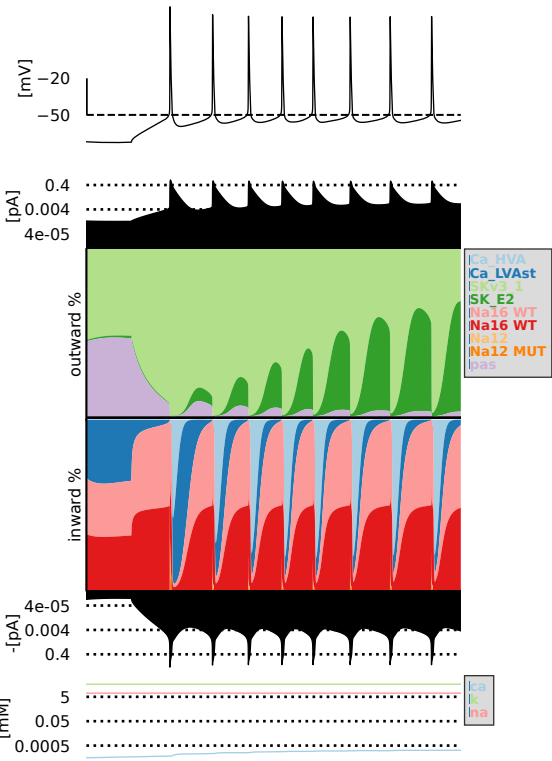 [mV]
−20
−50
[pA]
0.4
0.004
4e-05
outward %
Ca_HVA
Ca_LVAst
SKv3_1
SK_E2
Na16 WT
Na16 WT
Na12
Na12 MUT
pas
inward %
-[pA]
4e-05
0.004
0.4
[mM]
5
0.05
0.0005
ca
k
na